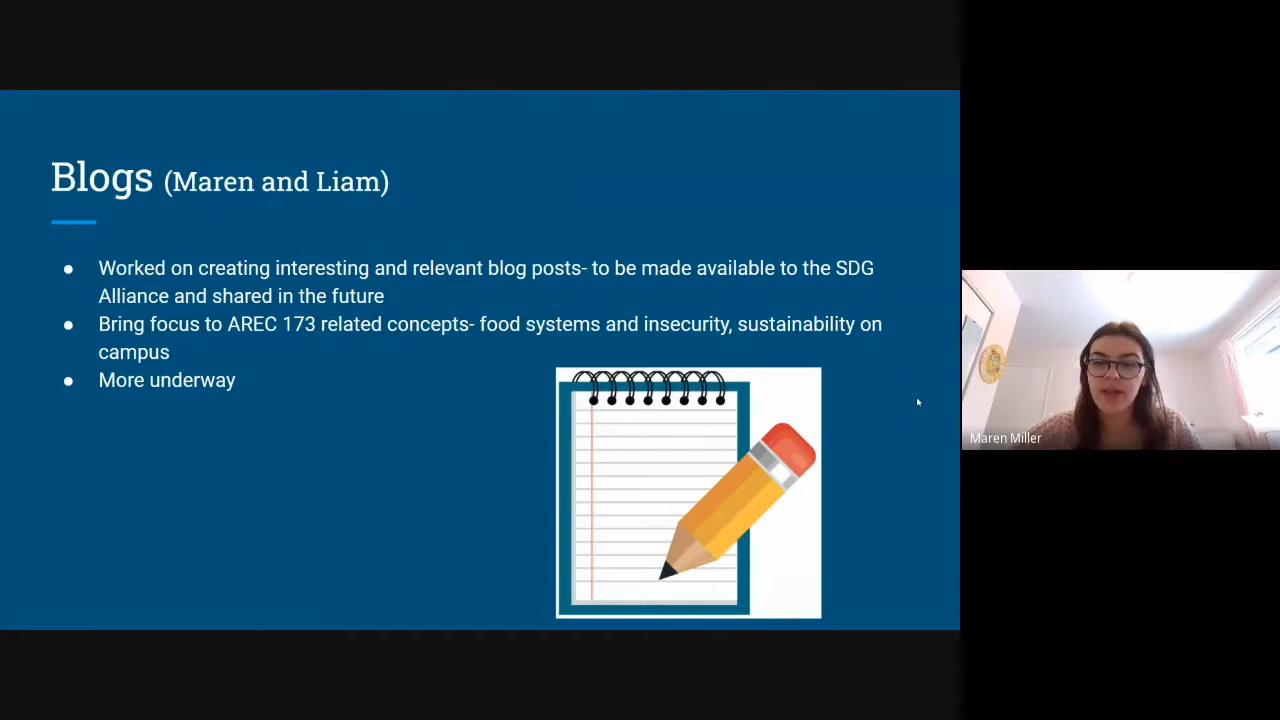 Blogs (Maren and Liam)
● Worked on creating interesting and relevant blog posts- to be made available to the SDG
Alliance and shared in the future
● Bring focus to AREC 173 related concepts- food systems and insecurity, sustainability on
campus
● More underway
Maren Miller